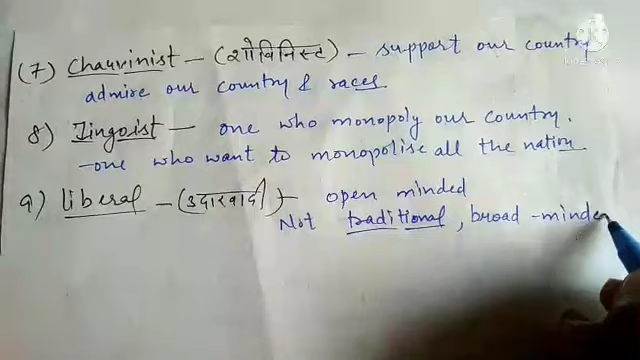 (7) Chauvinist - (शोविनिस्ट) - support our country
admire our country & races
8) Jingoist - one who monopoly our country.
-one who want to monopolise all the nation
9) liberal - (उदारवादी) - open minded
Not traditional, broad-minde